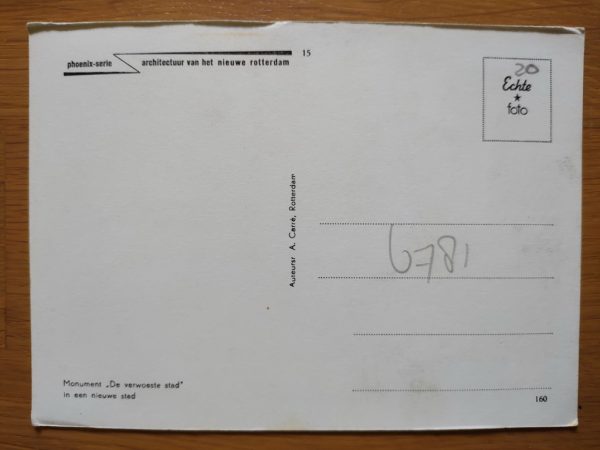 phoenix-serie architectuur van het nieuwe rotterdam 15
20
Echte
★
foto
Auteursr A. Carré, Rotterdam
6781
Monument „De verwoeste stad"
in een nieuwe stad
160